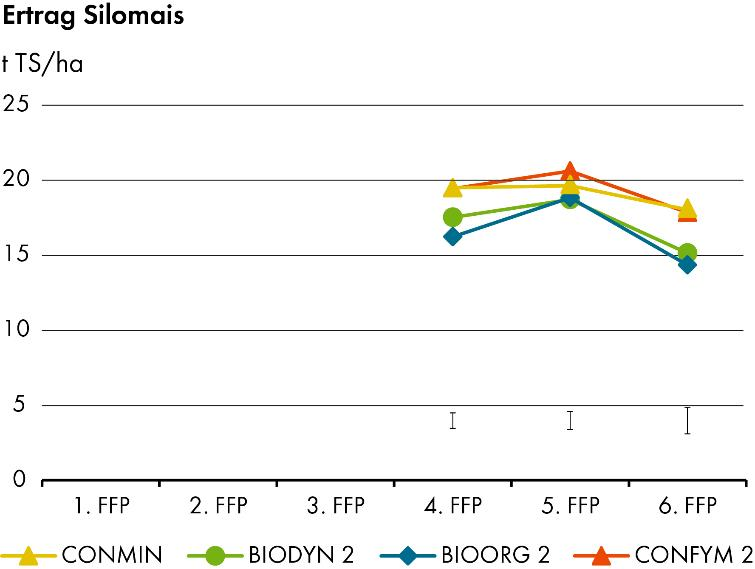 Ertrag Silomais
t TS/ha
25
20
15
10
5
0
1. FFP 2. FFP 3. FFP 4. FFP 5. FFP 6. FFP
CONMIN BIODYN 2 BIOORG 2 CONFYM 2